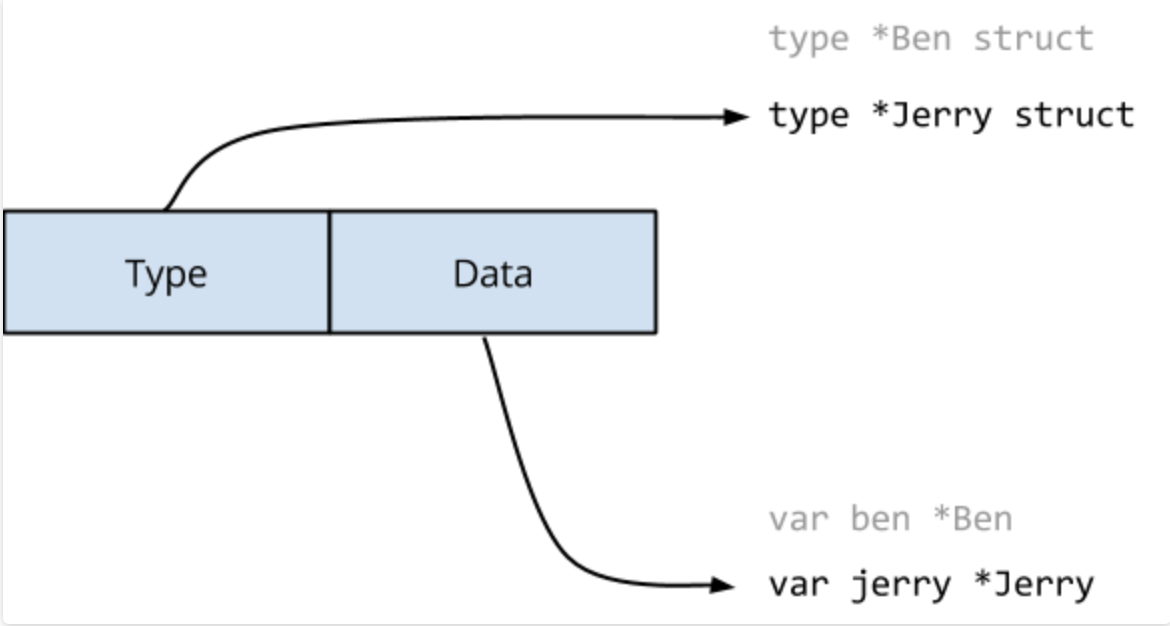 type *Ben struct
type *Jerry struct
Type
Data
var ben *Ben
var jerry *Jerry